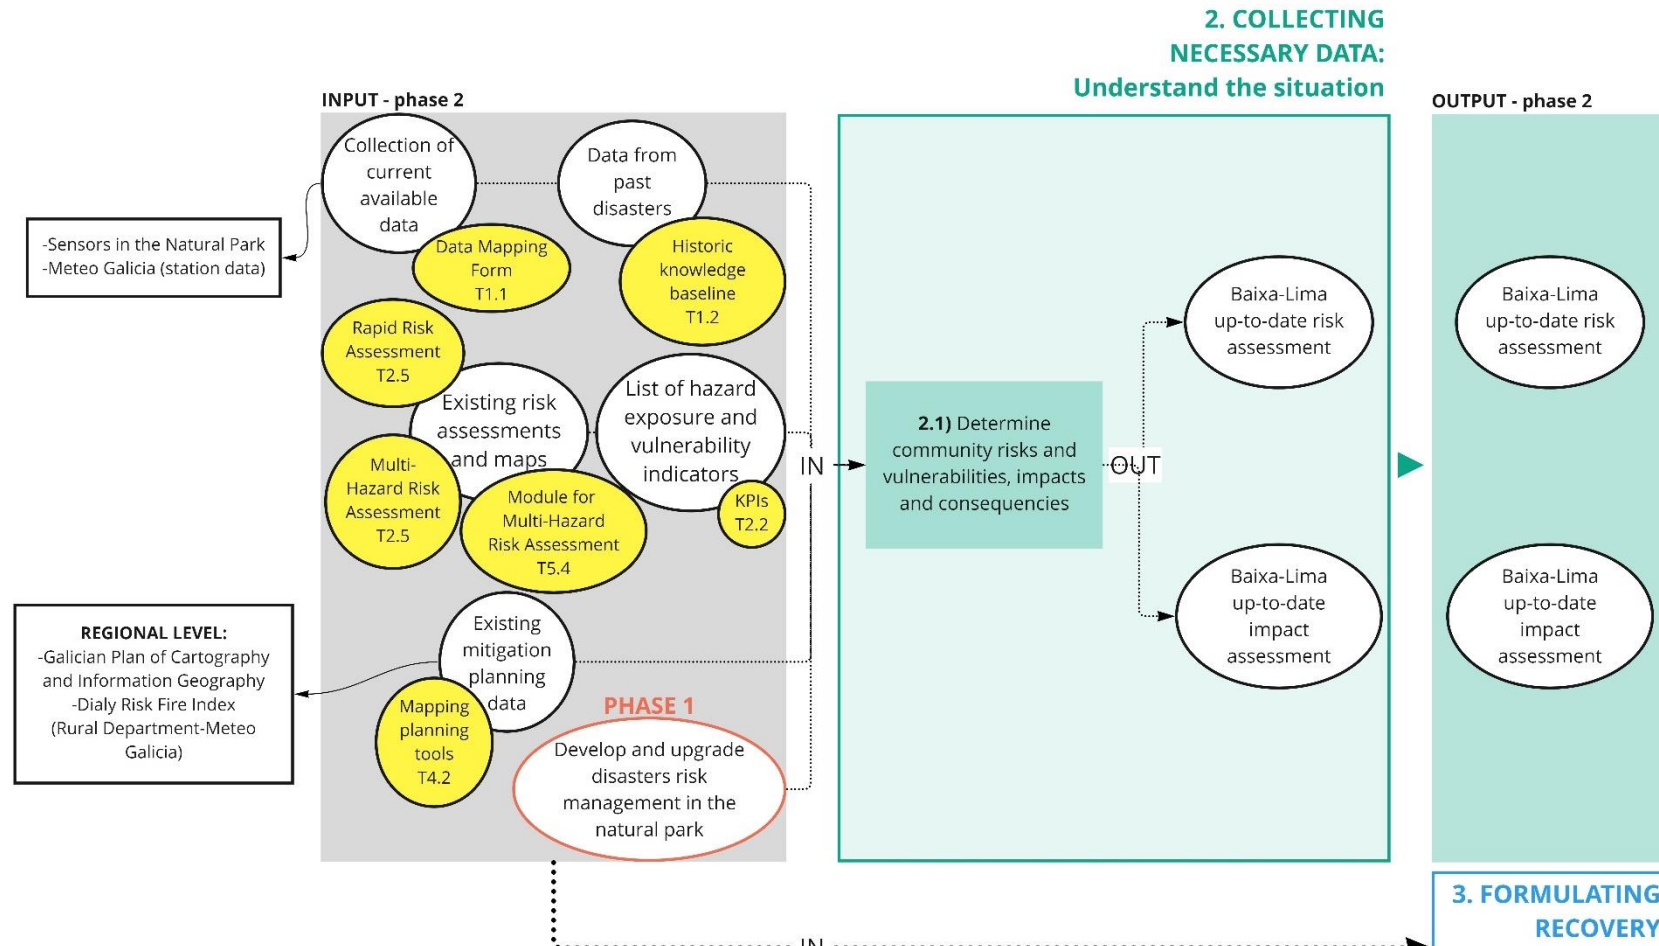 2. COLLECTING
NECESSARY DATA:
Understand the situation
INPUT - phase 2
OUTPUT - phase 2
Collection of
current
available
data
Data from
past
disasters
-Sensors in the Natural Park
-Meteo Galicia (station data)
Data Mapping
Form
T1.1
Historic
knowledge
baseline
T1.2
Rapid Risk
Assessment
T2.5
Existing risk
assessments
and maps
List of hazard
exposure and
vulnerability
indicators
Multi-
Hazard Risk
Assessment
T2.5
Module for
Multi-Hazard
Risk Assessment
T5.4
KPIs
T2.2
IN
2.1) Determine
community risks and
vulnerabilities, impacts
and consequencies
OUT
Baixa-Lima
up-to-date risk
assessment
Baixa-Lima
up-to-date
impact
assessment
Baixa-Lima
up-to-date risk
assessment
Baixa-Lima
up-to-date
impact
assessment
REGIONAL LEVEL:
-Galician Plan of Cartography
and Information Geography
-Dialy Risk Fire Index
(Rural Department-Meteo
Galicia)
Existing
mitigation
planning
data
Mapping
planning
tools
T4.2
PHASE 1
Develop and upgrade
disasters risk
management in the
natural park
3. FORMULATING
RECOVERY
IN